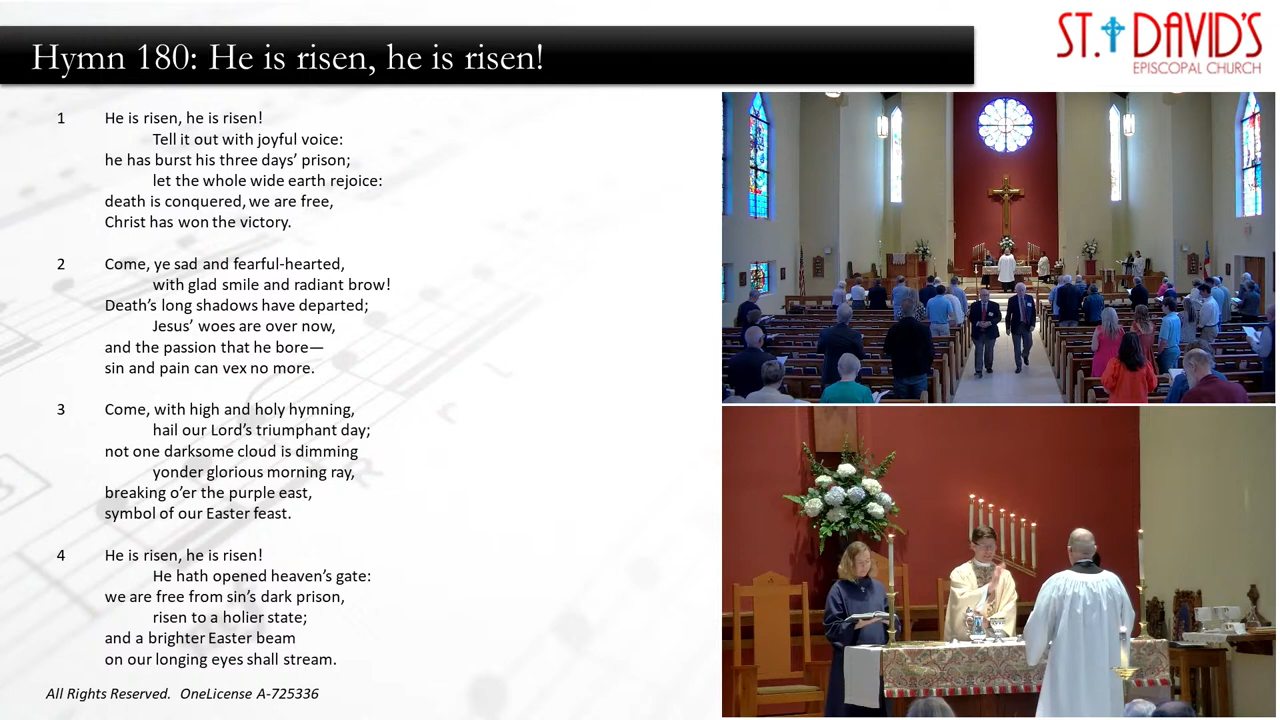 Hymn 180: He is risen, he is risen!
ST. DAVID'S
EPISCOPAL CHURCH
1 He is risen, he is risen!
Tell it out with joyful voice:
he has burst his three days’ prison;
let the whole wide earth rejoice:
death is conquered, we are free,
Christ has won the victory.
2 Come, ye sad and fearful-hearted,
with glad smile and radiant brow!
Death’s long shadows have departed;
Jesus’ woes are over now,
and the passion that he bore—
sin and pain can vex no more.
3 Come, with high and holy hymning,
hail our Lord’s triumphant day;
not one darksome cloud is dimming
yonder glorious morning ray,
breaking o’er the purple east,
symbol of our Easter feast.
4 He is risen, he is risen!
He hath opened heaven’s gate:
we are free from sin’s dark prison,
risen to a holier state;
and a brighter Easter beam
on our longing eyes shall stream.
All Rights Reserved. OneLicense A-725336